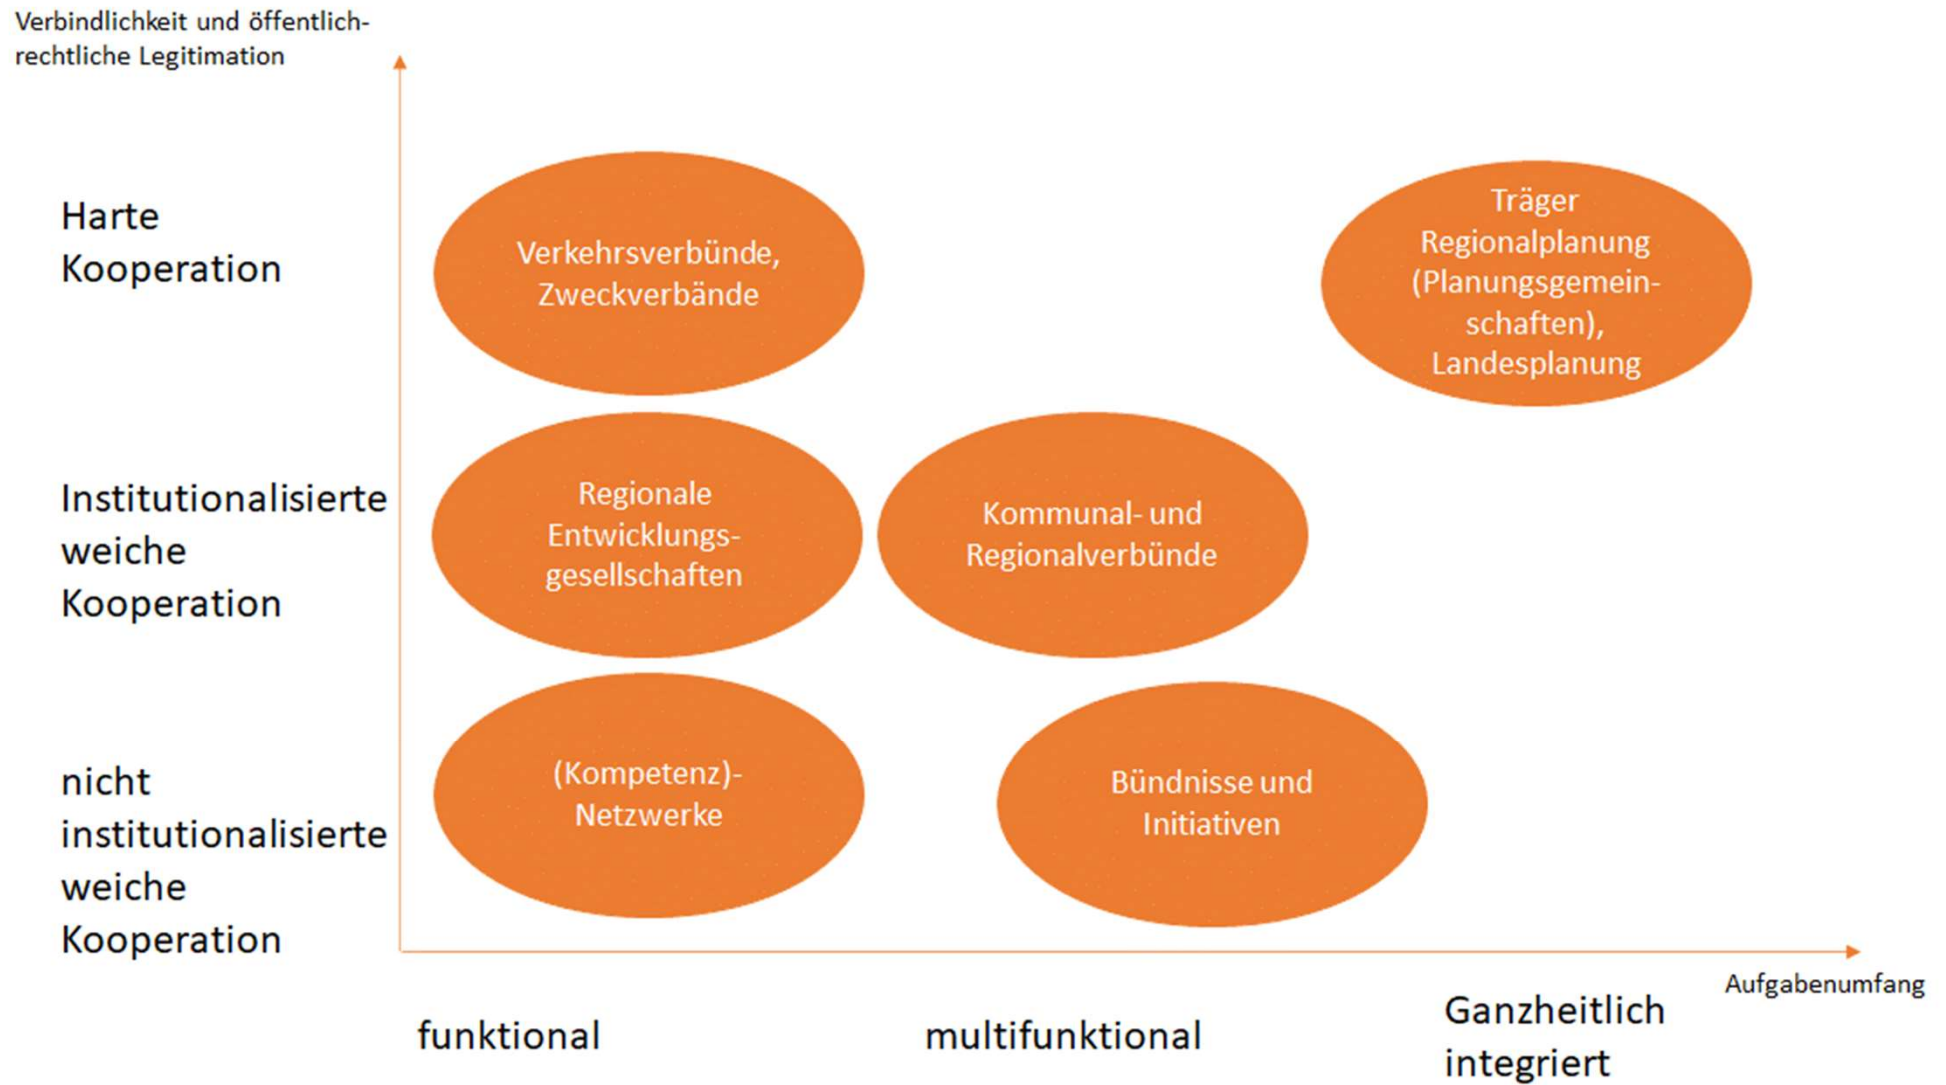 Verbindlichkeit und öffentlich-
rechtliche Legitimation
Harte
Kooperation
Verkehrsverbünde,
Zweckverbände
Träger
Regionalplanung
(Planungsgemein-
schaften),
Landesplanung
Institutionalisierte
weiche
Kooperation
Regionale
Entwicklungs-
gesellschaften
Kommunal- und
Regionalverbünde
nicht
institutionalisierte
weiche
Kooperation
(Kompetenz)-
Netzwerke
Bündnisse und
Initiativen
Aufgabenumfang
funktional
multifunktional
Ganzheitlich
integriert